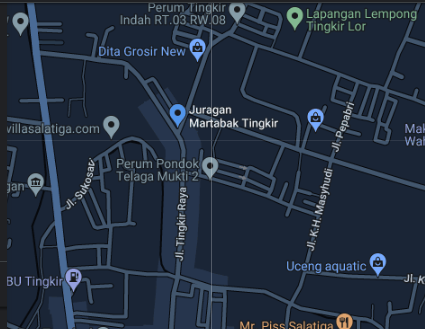 Perum Tingkir
Indah RT.03 RW.08
Lapangan Lempong
Tingkir Lor
Dita Grosir New
Juragan
Martabak Tingkir
villasalatiga.com
Jl. Pepabri
Perum Pondok
Telaga Mukti 2
Jl. Sukosari
Jl. Tingkir Raya
Jl. K.H. Masyhudi
Uceng aquatic
BU Tingkir
Mr. Piss Salatiga